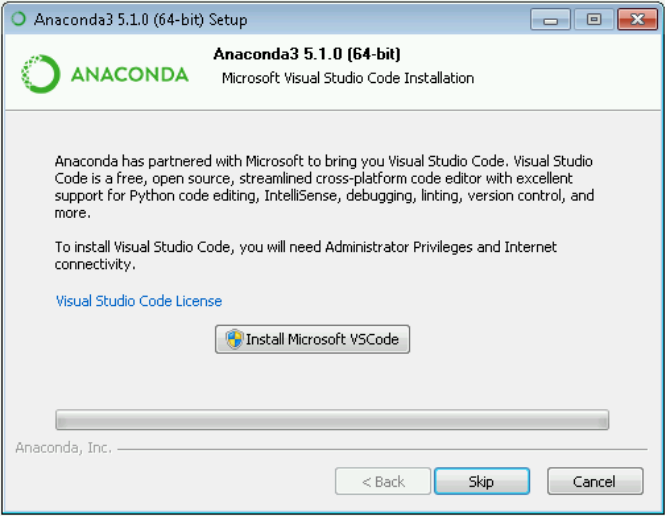 Anaconda3 5.1.0 (64-bit) Setup
ANACONDA
Anaconda3 5.1.0 (64-bit)
Microsoft Visual Studio Code Installation
Anaconda has partnered with Microsoft to bring you Visual Studio Code. Visual Studio
Code is a free, open source, streamlined cross-platform code editor with excellent
support for Python code editing, IntelliSense, debugging, linting, version control, and
more.
To install Visual Studio Code, you will need Administrator Privileges and Internet
connectivity.
Visual Studio Code License
Install Microsoft VSCode
Anaconda, Inc.
< Back
Skip
Cancel